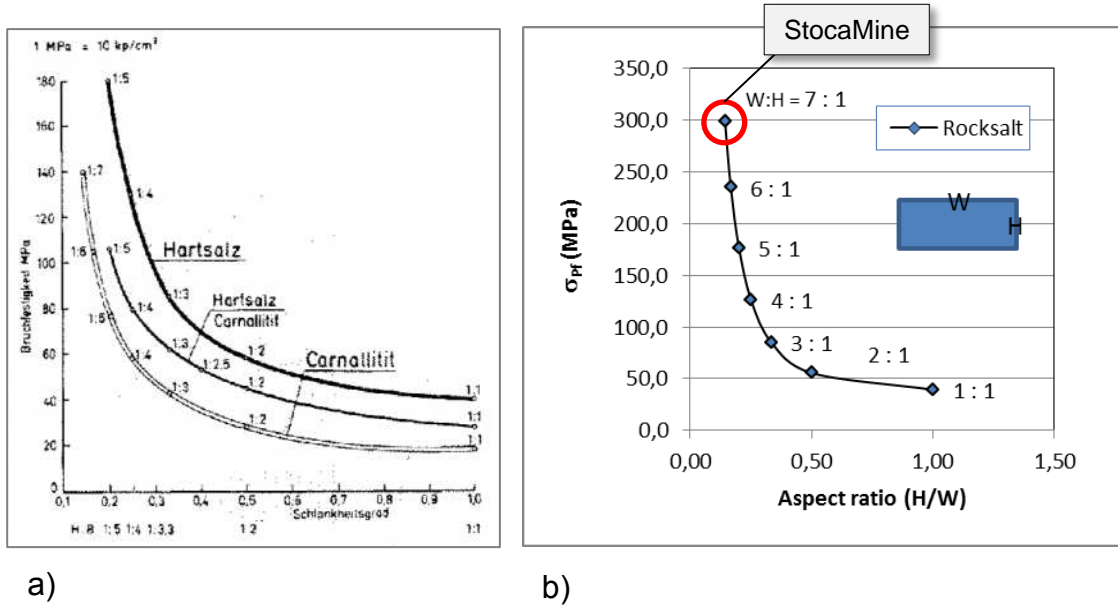 1 MPa = 10 kp/cm²
Bruchfestigkeit MPa
180
160
140
120
100
80
60
40
20
0
1:5
1:4
1:3
1:2
1:1
Hartsalz
1:5
1:4
1:3
1:2,5
1:2
1:1
Hartsalz
Carnallitit
1:7
1:6
1:5
1:4
1:3
1:2
1:1
Carnallitit
0,1 0,2 0,3 0,4 0,5 0,6 0,7 0,8 0,9 1,0
Schlankheitsgrad
H:B 1:5 1:4 1:3,3 1:2 1:1
a)
StocaMine
σPf (MPa)
350,0
300,0
250,0
200,0
150,0
100,0
50,0
0,0
W:H = 7 : 1
6 : 1
5 : 1
4 : 1
3 : 1
2 : 1
1 : 1
Rocksalt
W
H
0,00 0,50 1,00 1,50
Aspect ratio (H/W)
b)